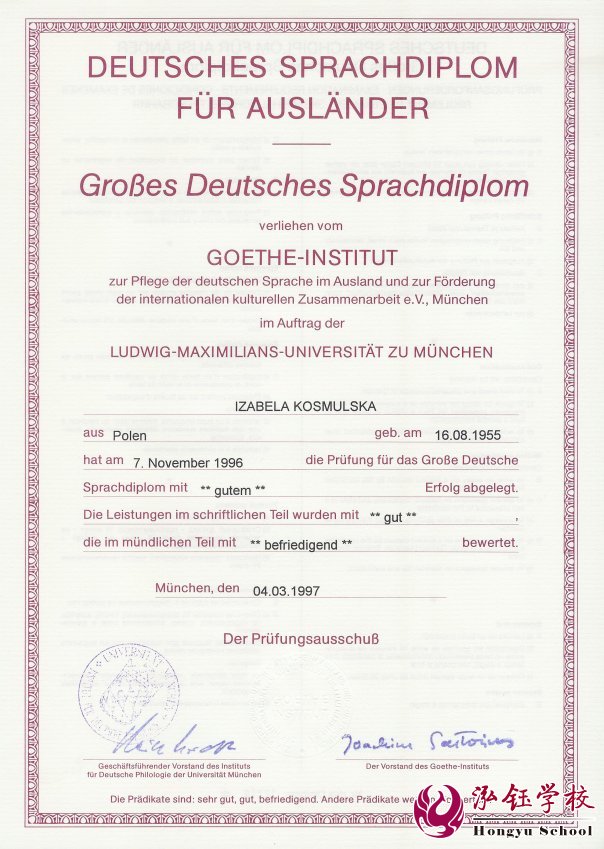 DEUTSCHES SPRACHDIPLOM
FÜR AUSLÄNDER
Großes Deutsches Sprachdiplom
verliehen vom
GOETHE-INSTITUT
zur Pflege der deutschen Sprache im Ausland und zur Förderung
der internationalen kulturellen Zusammenarbeit e.V., München
im Auftrag der
LUDWIG-MAXIMILIANS-UNIVERSITÄT ZU MÜNCHEN
IZABELA KOSMULSKA
aus Polen geb. am 16.08.1955
hat am 7. November 1996 die Prüfung für das Große Deutsche
Sprachdiplom mit ** gutem ** Erfolg abgelegt.
Die Leistungen im schriftlichen Teil wurden mit ** gut ** ,
die im mündlichen Teil mit ** befriedigend ** bewertet.
München, den 04.03.1997
Der Prüfungsausschuß
Joachim Sartorius
Geschäftsführender Vorstand des Instituts
für Deutsche Philologie der Universität München
Der Vorstand des Goethe-Instituts
Die Prädikate sind: sehr gut, gut, befriedigend. Andere Prädikate
泓钰学校
Hongyu School